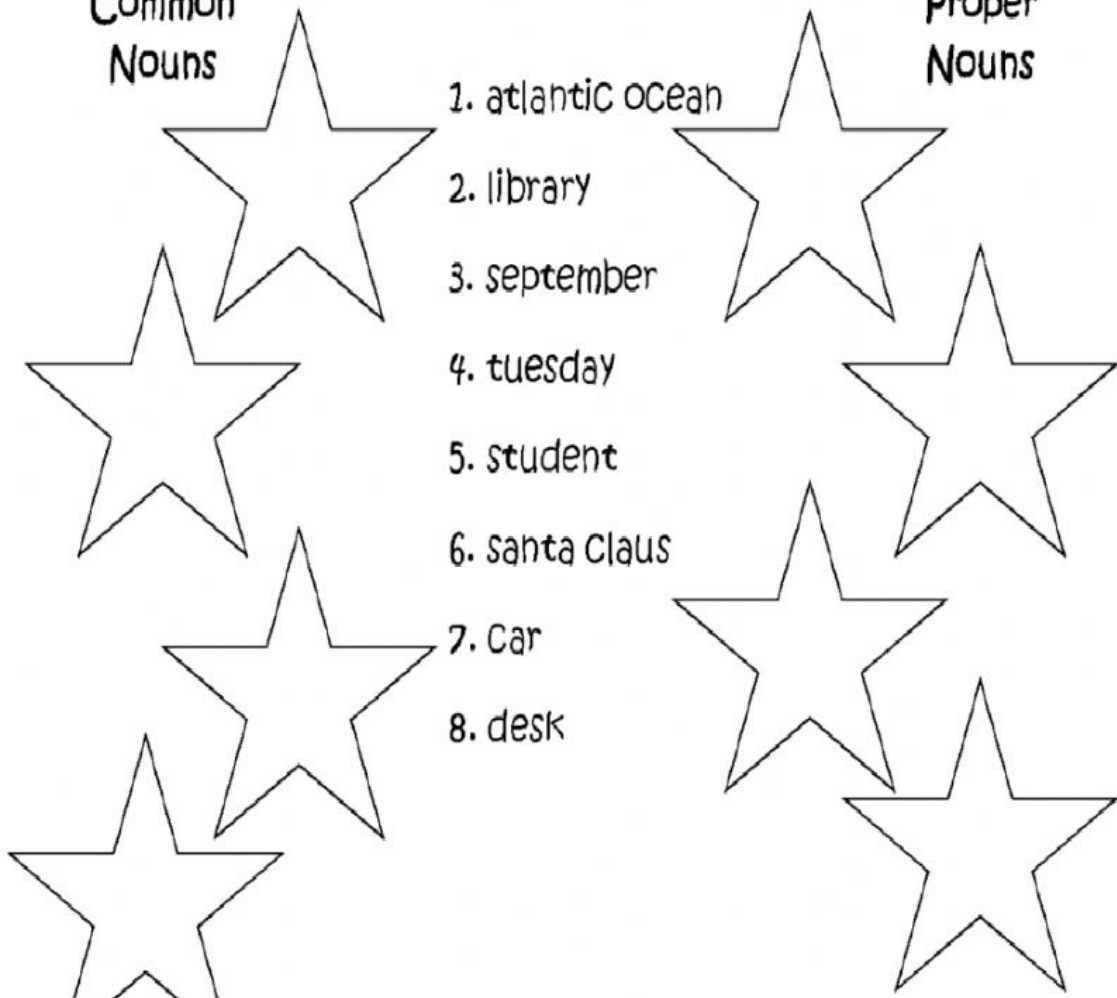 Common
Nouns
Proper
Nouns
1. atlantic ocean
2. library
3. september
4. tuesday
5. student
6. santa claus
7. car
8. desk